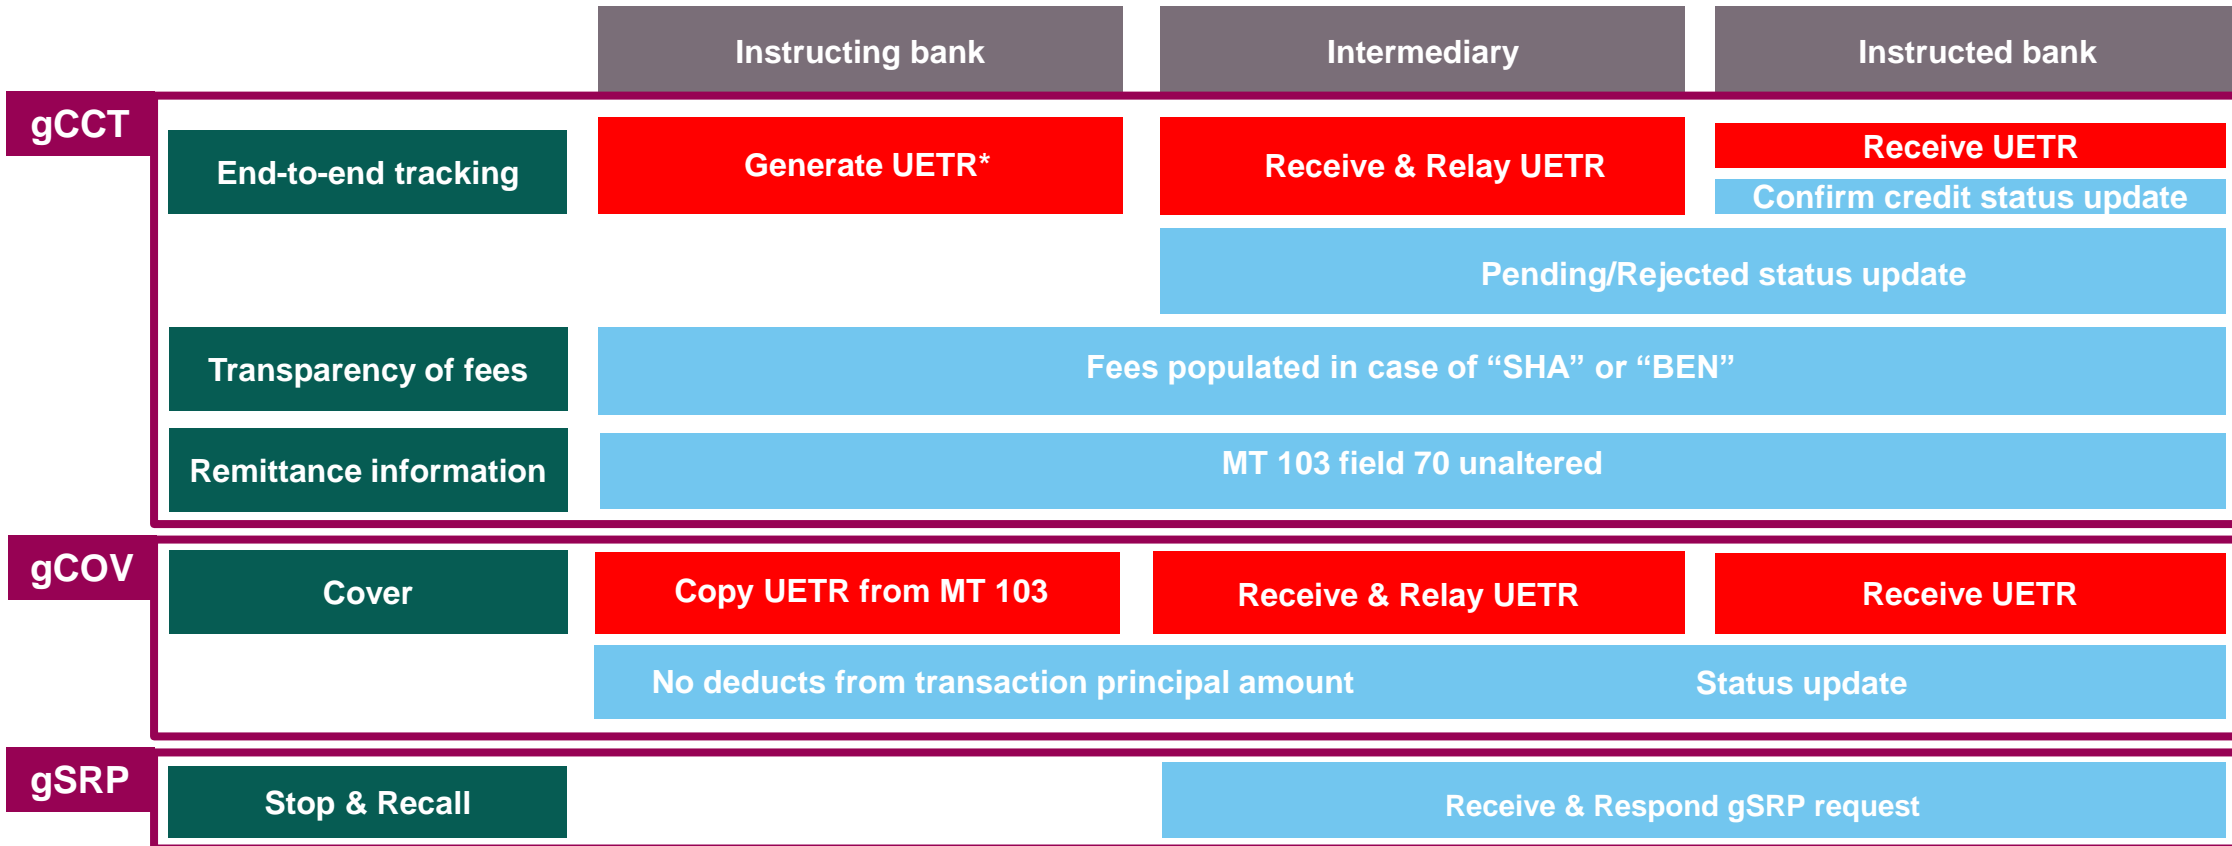 Instructing bank
Intermediary
Instructed bank
gCCT
End-to-end tracking
Generate UETR*
Receive & Relay UETR
Receive UETR
Confirm credit status update
Pending/Rejected status update
Transparency of fees
Fees populated in case of “SHA” or “BEN”
Remittance information
MT 103 field 70 unaltered
gCOV
Cover
Copy UETR from MT 103
Receive & Relay UETR
Receive UETR
No deducts from transaction principal amount
Status update
gSRP
Stop & Recall
Receive & Respond gSRP request